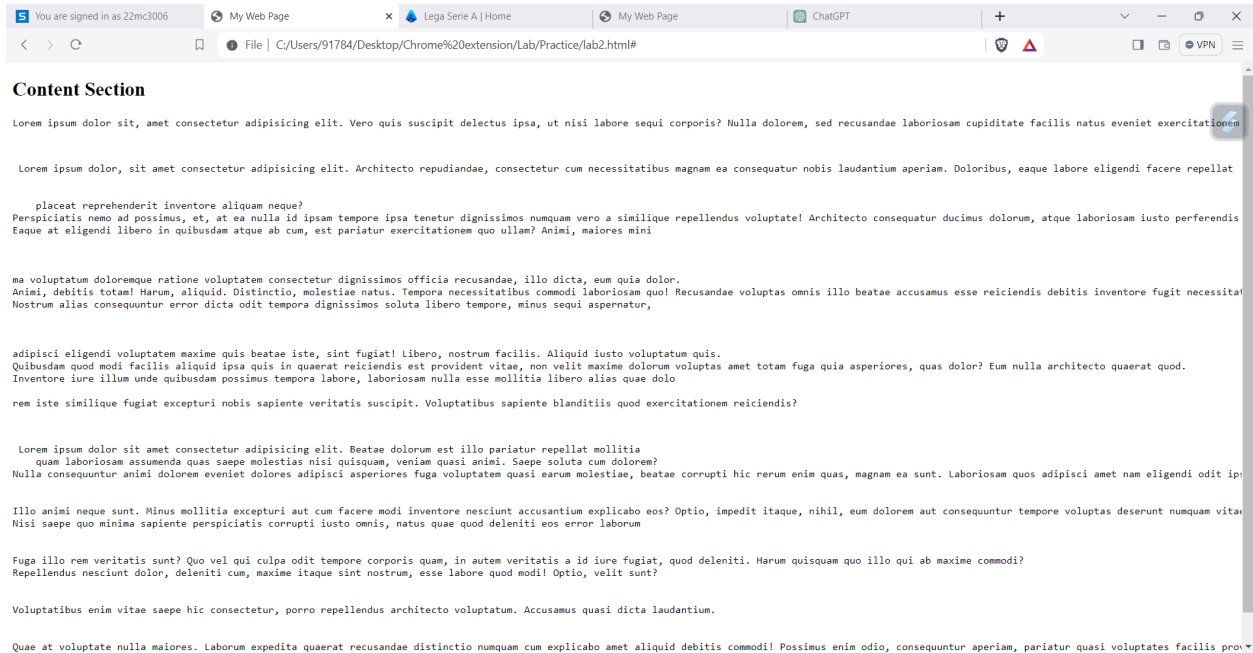 You are signed in as 22mc3006
My Web Page
Lega Serie A | Home
My Web Page
ChatGPT
File | C:/Users/91784/Desktop/Chrome%20extension/Lab/Practice/lab2.html#
VPN
Content Section
Lorem ipsum dolor sit, amet consectetur adipisicing elit. Vero quis suscipit delectus ipsa, ut nisi labore sequi corporis? Nulla dolorem, sed recusandae laboriosam cupiditate facilis natus eveniet exercitationem
Lorem ipsum dolor, sit amet consectetur adipisicing elit. Architecto repudiandae, consectetur cum necessitatibus magnam ea consequatur nobis laudantium aperiam. Doloribus, eaque labore eligendi facere repellat
placeat reprehenderit inventore aliquam neque?
Perspiciatis nemo ad possimus, et, at ea nulla id ipsam tempore ipsa tenetur dignissimos numquam vero a similique repellendus voluptate! Architecto consequatur ducimus dolorum, atque laboriosam iusto perferendis
Eaque at eligendi libero in quibusdam atque ab cum, est pariatur exercitationem quo ullam? Animi, maiores mini
ma voluptatum doloremque ratione voluptatem consectetur dignissimos officia recusandae, illo dicta, eum quia dolor.
Animi, debitis totam! Harum, aliquid. Distinctio, molestiae natus. Tempora necessitatibus commodi laboriosam quo! Recusandae voluptas omnis illo beatae accusamus esse reiciendis debitis inventore fugit necessitat
Nostrum alias consequuntur error dicta odit tempora dignissimos soluta libero tempore, minus sequi aspernatur,
adipisci eligendi voluptatem maxime quis beatae iste, sint fugiat! Libero, nostrum facilis. Aliquid iusto voluptatum quis.
Quibusdam quod modi facilis aliquid ipsa quis in quaerat reiciendis est provident vitae, non velit maxime dolorum voluptas amet totam fuga quia asperiores, quas dolor? Eum nulla architecto quaerat quod.
Inventore iure illum unde quibusdam possimus tempora labore, laboriosam nulla esse mollitia libero alias quae dolo
rem iste similique fugiat excepturi nobis sapiente veritatis suscipit. Voluptatibus sapiente blanditiis quod exercitationem reiciendis?
Lorem ipsum dolor sit amet consectetur adipisicing elit. Beatae dolorum est illo pariatur repellat mollitia
quam laboriosam assumenda quas saepe molestias nisi quisquam, veniam quasi animi. Saepe soluta cum dolorem?
Nulla consequuntur animi dolorem eveniet dolores adipisci asperiores fuga voluptatem quasi earum molestiae, beatae corrupti hic rerum enim quas, magnam ea sunt. Laboriosam quos adipisci amet nam eligendi odit ips
Illo animi neque sunt. Minus mollitia excepturi aut cum facere modi inventore nesciunt accusantium explicabo eos? Optio, impedit itaque, nihil, eum dolorem aut consequuntur tempore voluptas deserunt numquam vitae
Nisi saepe quo minima sapiente perspiciatis corrupti iusto omnis, natus quae quod deleniti eos error laborum
Fuga illo rem veritatis sunt? Quo vel qui culpa odit tempore corporis quam, in autem veritatis a id iure fugiat, quod deleniti. Harum quisquam quo illo qui ab maxime commodi?
Repellendus nesciunt dolor, deleniti cum, maxime itaque sint nostrum, esse labore quod modi! Optio, velit sunt?
Voluptatibus enim vitae saepe hic consectetur, porro repellendus architecto voluptatum. Accusamus quasi dicta laudantium.
Quae at voluptate nulla maiores. Laborum expedita quaerat recusandae distinctio numquam cum explicabo amet aliquid debitis commodi! Possimus enim odio, consequuntur aperiam, pariatur quasi voluptates facilis prov